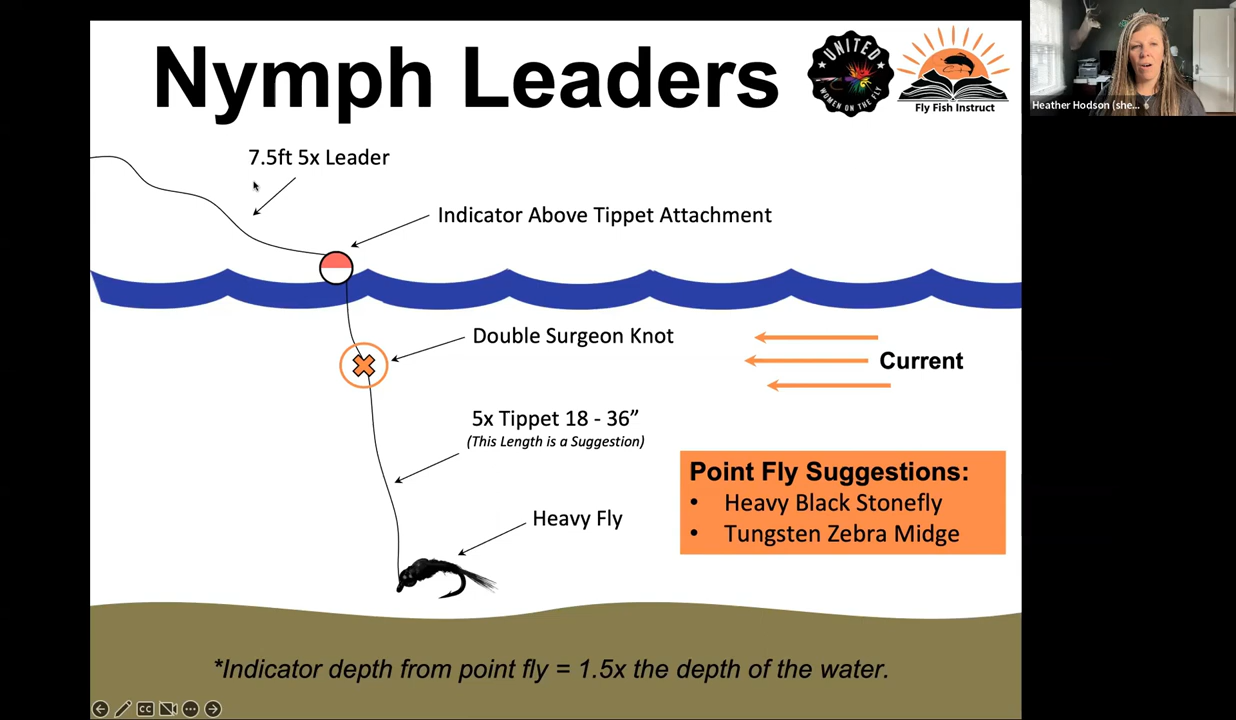 Nymph Leaders
UNITED
WOMEN ON THE FLY
Fly Fish Instruct
Heather Hodson (she...
7.5ft 5x Leader
Indicator Above Tippet Attachment
Double Surgeon Knot
Current
5x Tippet 18 - 36”
(This Length is a Suggestion)
Point Fly Suggestions:
• Heavy Black Stonefly
• Tungsten Zebra Midge
Heavy Fly
*Indicator depth from point fly = 1.5x the depth of the water.
CC